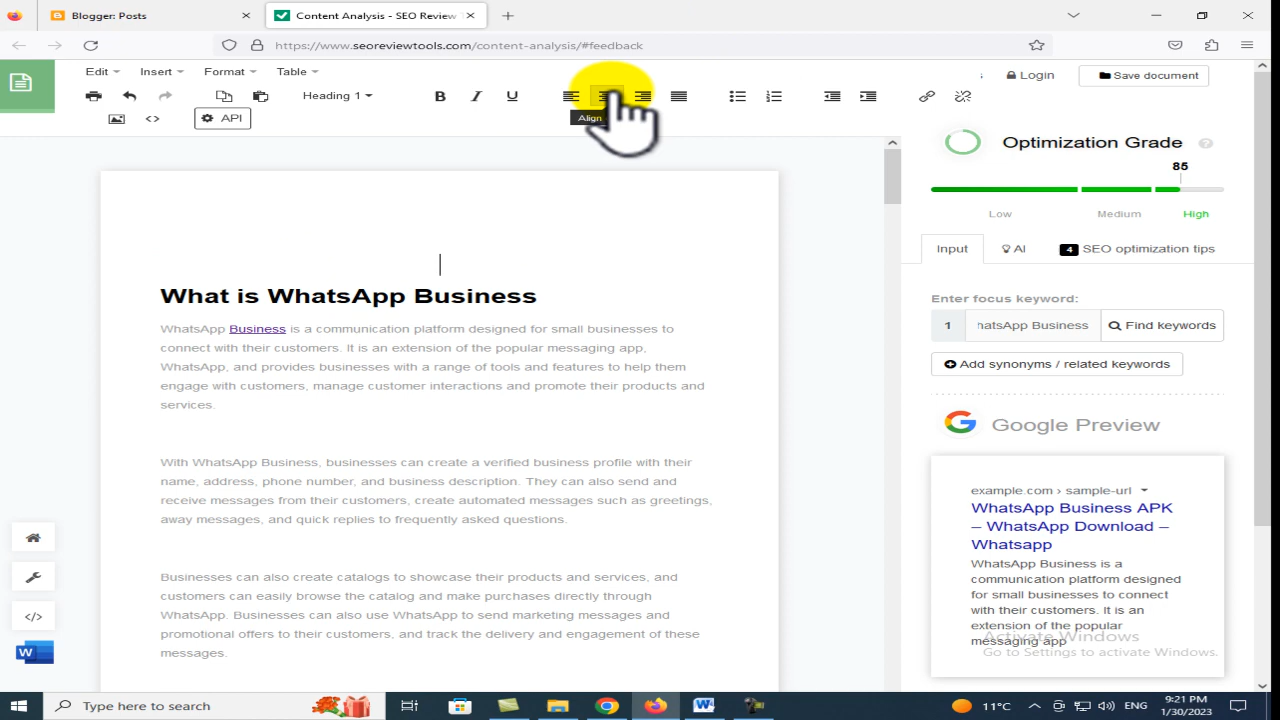 Blogger: Posts
Content Analysis - SEO Review
https://www.seoreviewtools.com/content-analysis/#feedback
Edit Insert Format Table
Login Save document
Heading 1 B I U
Align
API
Optimization Grade ?
85
Low Medium High
Input AI 4 SEO optimization tips
What is WhatsApp Business
Enter focus keyword:
1 hatsApp Business Find keywords
WhatsApp Business is a communication platform designed for small businesses to
connect with their customers. It is an extension of the popular messaging app,
WhatsApp, and provides businesses with a range of tools and features to help them
engage with customers, manage customer interactions and promote their products and
services.
Add synonyms / related keywords
Google Preview
With WhatsApp Business, businesses can create a verified business profile with their
name, address, phone number, and business description. They can also send and
receive messages from their customers, create automated messages such as greetings,
away messages, and quick replies to frequently asked questions.
example.com › sample-url
WhatsApp Business APK
– WhatsApp Download –
Whatsapp
WhatsApp Business is a
communication platform designed
for small businesses to connect
with their customers. It is an
extension of the popular
messaging app
Businesses can also create catalogs to showcase their products and services, and
customers can easily browse the catalog and make purchases directly through
WhatsApp. Businesses can also use WhatsApp to send marketing messages and
promotional offers to their customers, and track the delivery and engagement of these
messages.
Activate Windows
Go to Settings to activate Windows.
W
Type here to search
11°C ENG 9:21 PM
1/30/2023